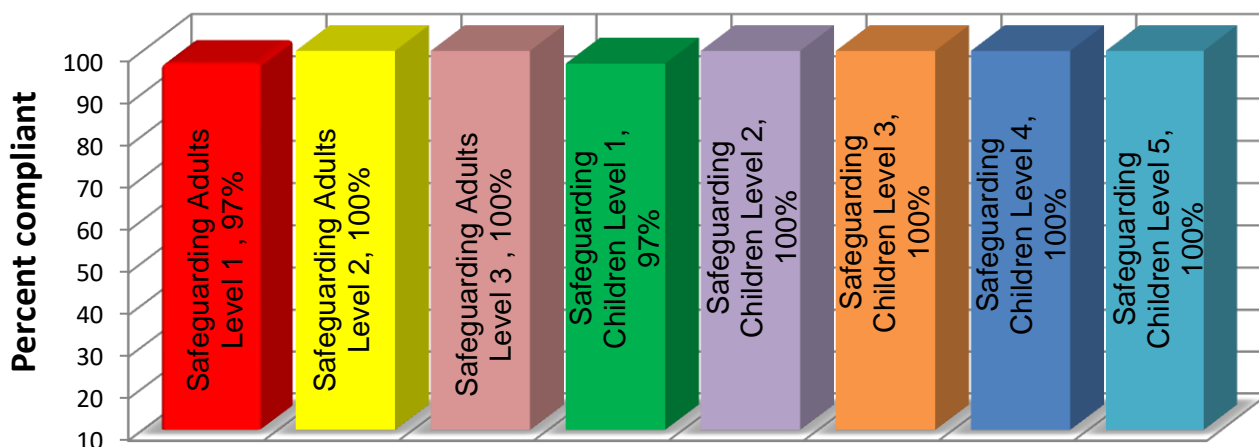 Percent compliant
100
90
80
70
60
50
40
30
20
10
Safeguarding Adults
Level 1 , 97%
Safeguarding Adults
Level 2, 100%
Safeguarding Adults
Level 3 , 100%
Safeguarding
Children Level 1,
97%
Safeguarding
Children Level 2,
100%
Safeguarding
Children Level 3,
100%
Safeguarding
Children Level 4,
100%
Safeguarding
Children Level 5,
100%